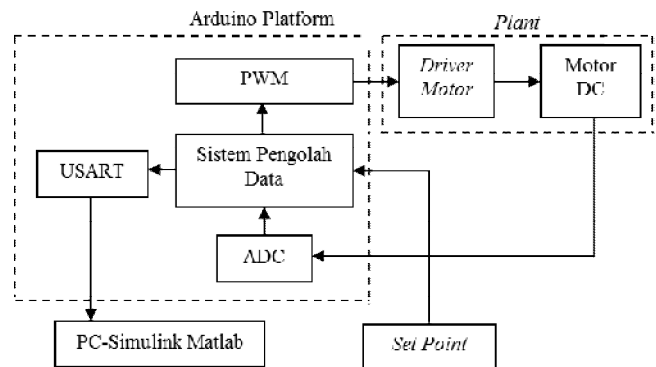 Arduino Platform
Plant
PWM
Driver
Motor
Motor
DC
USART
Sistem Pengolah
Data
ADC
PC-Simulink Matlab
Set Point